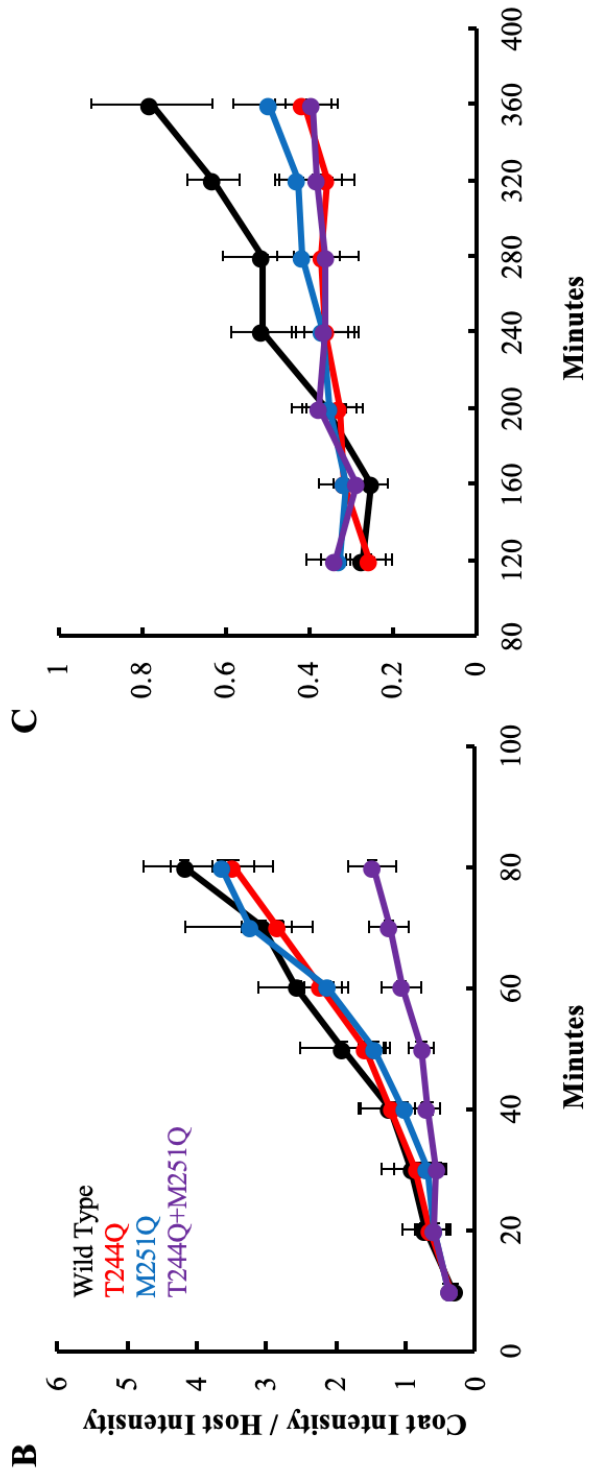 B
Coat Intensity / Host Intensity
6
5
4
3
2
1
0
Wild Type
T244Q
M251Q
T244Q+M251Q
0 20 40 60 80 100
Minutes
C
1
0.8
0.6
0.4
0.2
0
80 120 160 200 240 280 320 360 400
Minutes